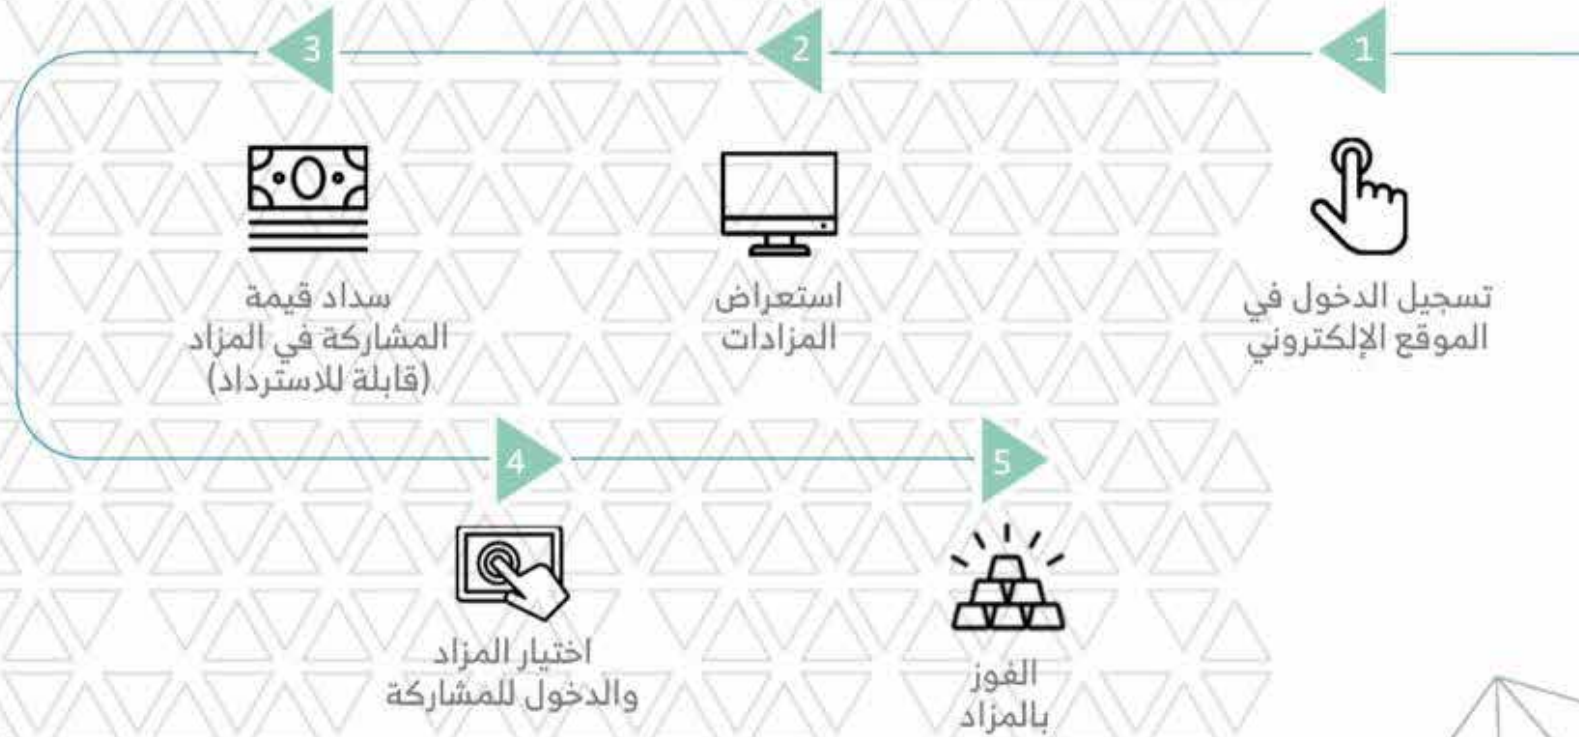 1
تسجيل الدخول في
الموقع الإلكتروني
2
استعراض
المزادات
3
سداد قيمة
المشاركة في المزاد
(قابلة للاسترداد)
4
اختيار المزاد
والدخول للمشاركة
5
الفوز
بالمزاد